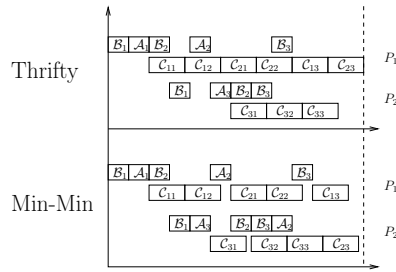 B1 A1 B2 A2 B3
C11 C12 C21 C22 C13 C23 P1
Thrifty
B1 A3 B2 B3 P2
C31 C32 C33
B1 A1 B2 A2 B3
C11 C12 C21 C22 C13 P1
Min-Min
B1 A3 B2 B3 A2 P2
C31 C32 C33 C23